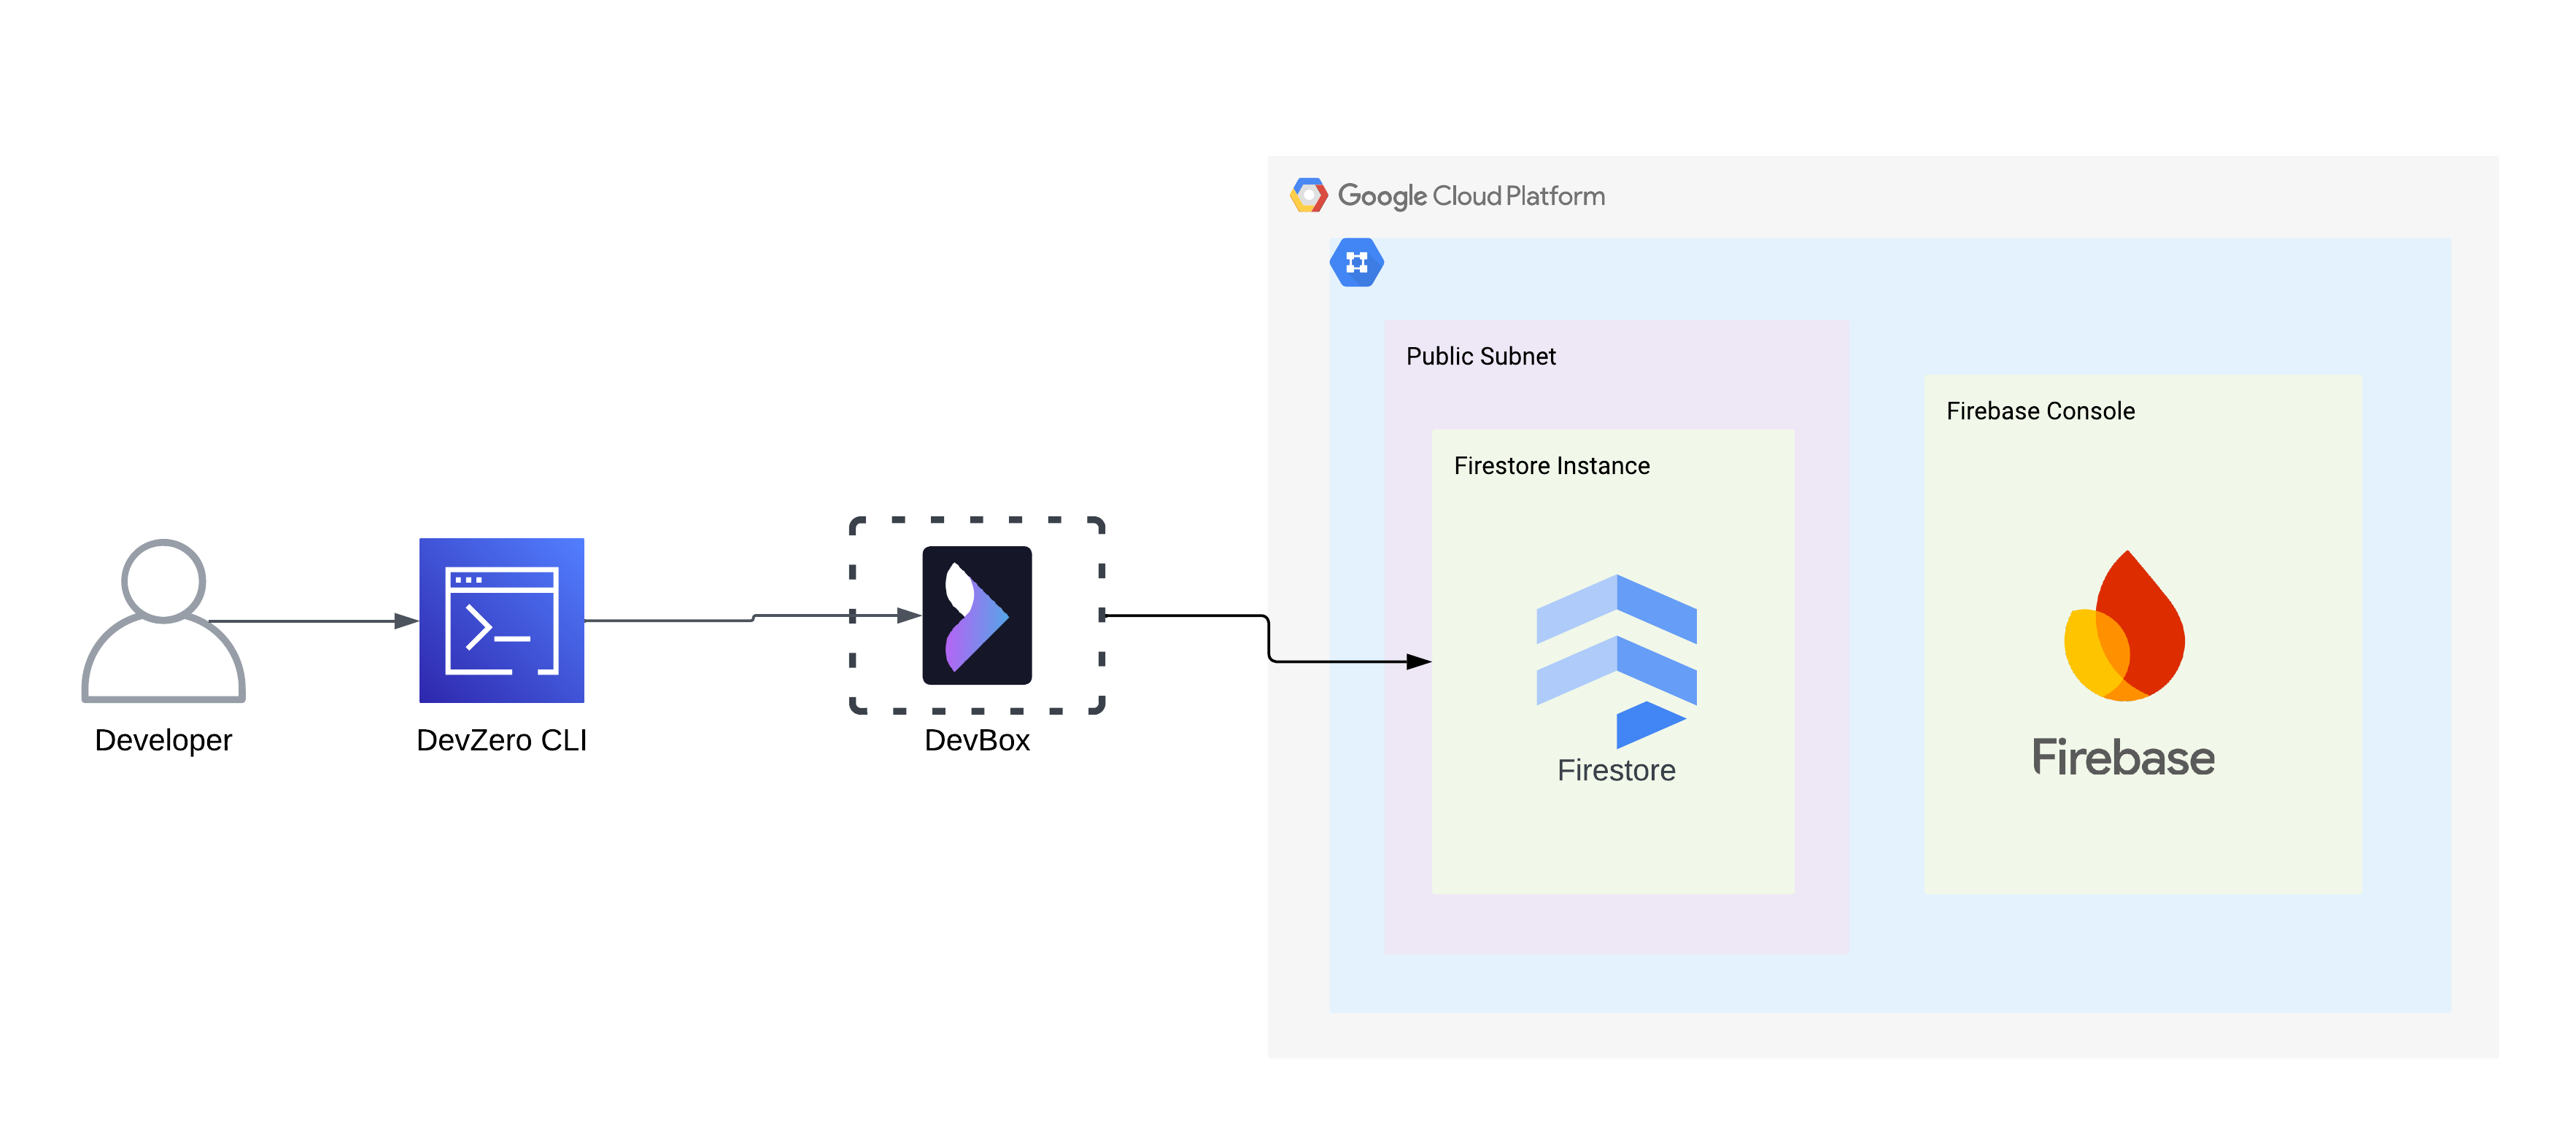 Google Cloud Platform
Public Subnet
Firebase Console
Firestore Instance
Developer
DevZero CLI
DevBox
Firestore
Firebase